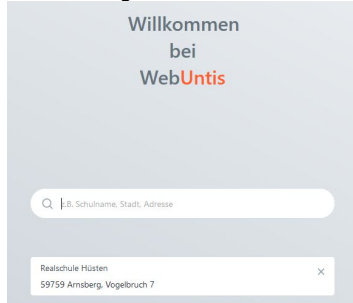 Willkommen
bei
WebUntis
z.B. Schulname, Stadt, Adresse
Realschule Hüsten
59759 Arnsberg, Vogelbruch 7